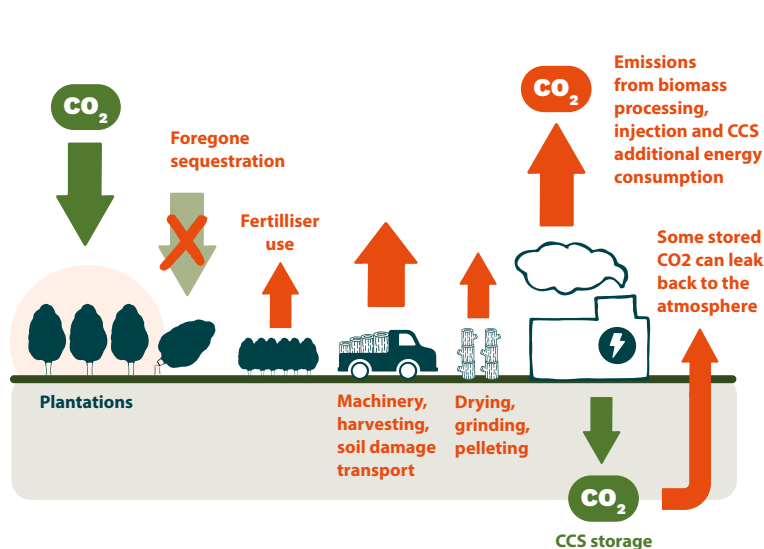 CO2
Foregone
sequestration
Fertilliser
use
CO2
Emissions
from biomass
processing,
injection and CCS
additional energy
consumption
Some stored
CO2 can leak
back to the
atmosphere
Plantations
Machinery,
harvesting,
soil damage
transport
Drying,
grinding,
pelleting
CO2
CCS storage